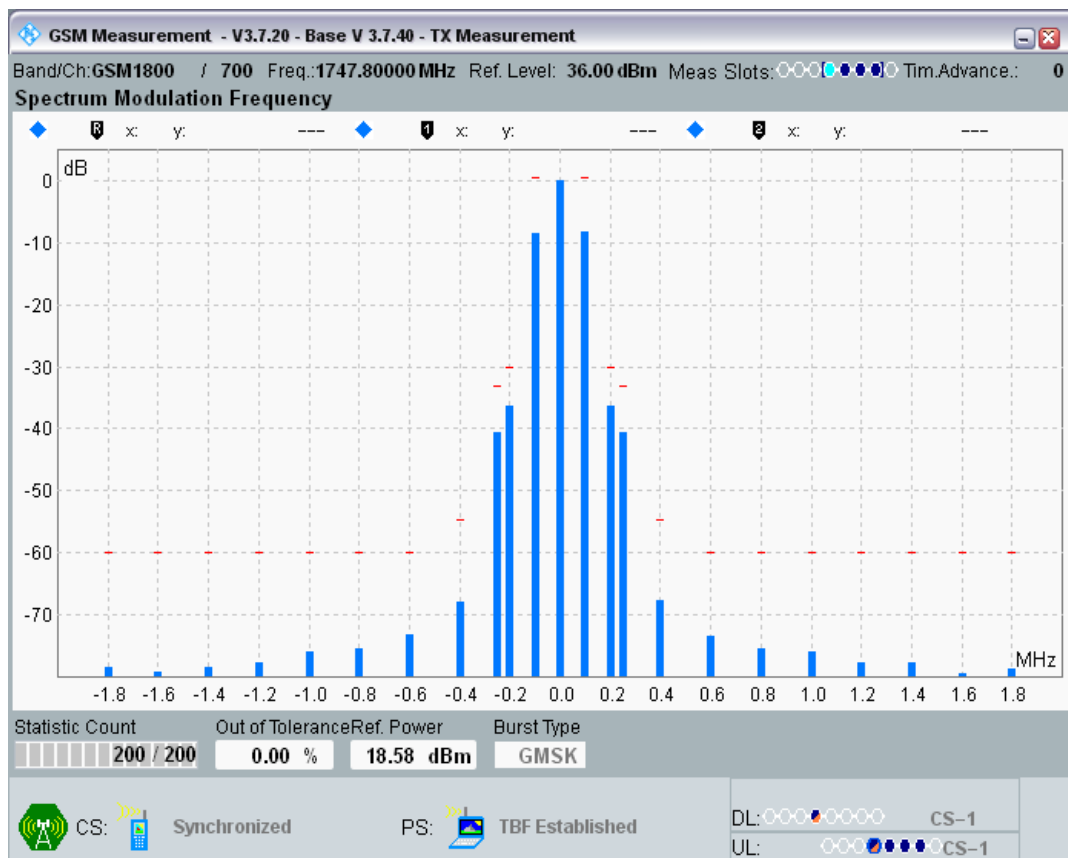 GSM Measurement - V3.7.20 - Base V 3.7.40 - TX Measurement
Band/Ch:GSM1800 / 700 Freq.:1747.80000 MHz Ref. Level: 36.00 dBm Meas Slots: Tim.Advance.: 0
Spectrum Modulation Frequency
R x: y: --- 1 x: y: --- 2 x: y: ---
dB
0
-10
-20
-30
-40
-50
-60
-70
MHz
-1.8 -1.6 -1.4 -1.2 -1.0 -0.8 -0.6 -0.4 -0.2 0.0 0.2 0.4 0.6 0.8 1.0 1.2 1.4 1.6 1.8
Statistic Count Out of Tolerance Ref. Power Burst Type
200 / 200 0.00 % 18.58 dBm GMSK
CS: Synchronized PS: TBF Established
DL: CS-1
UL: CS-1